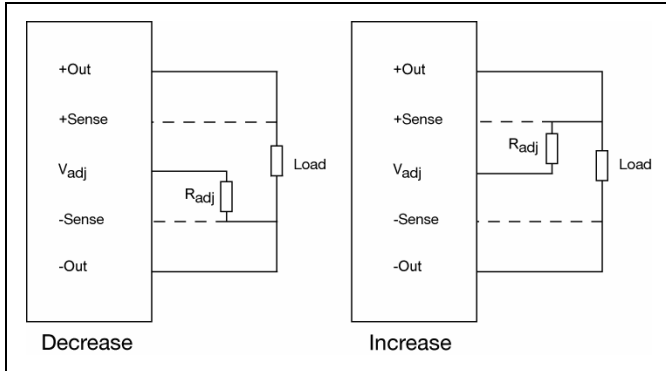 +Out
+Sense
Vadj
Radj
-Sense
-Out
Load
Decrease
+Out
+Sense
Radj
Vadj
-Sense
-Out
Load
Increase